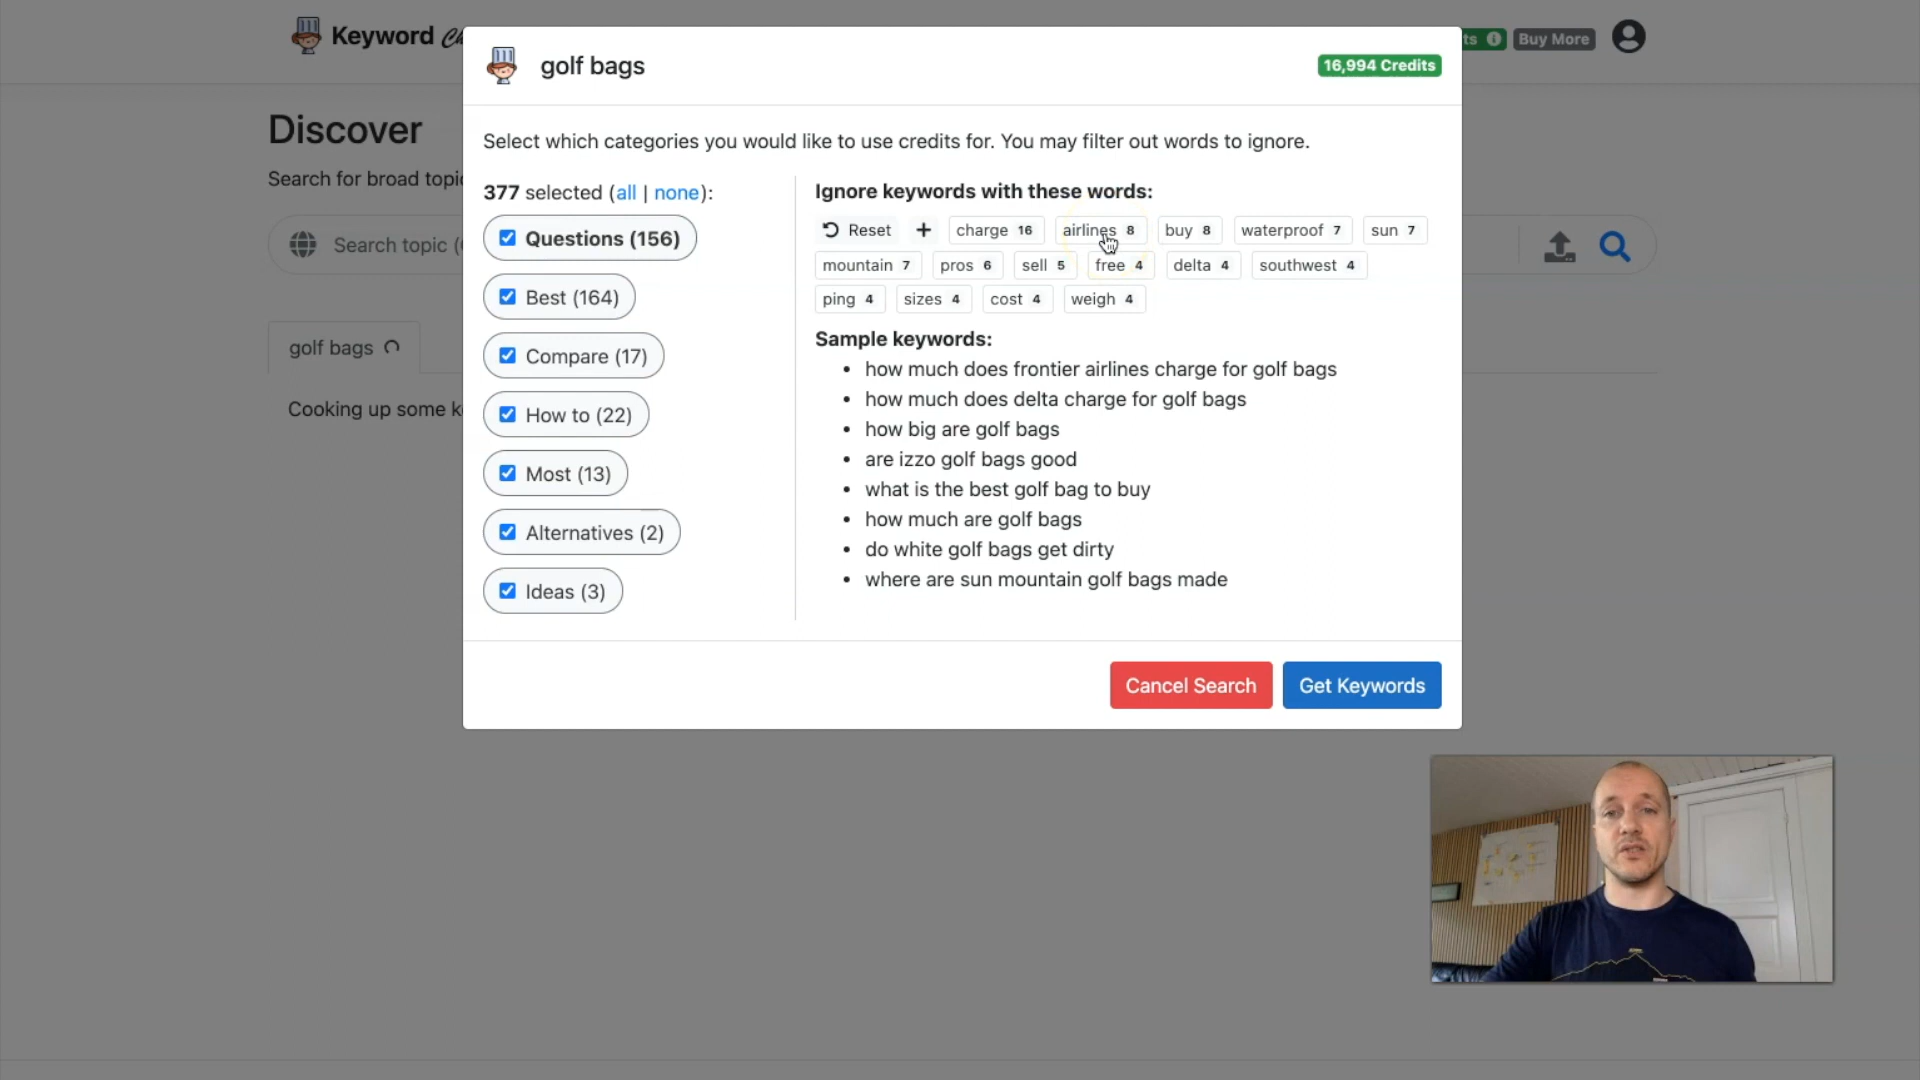 Keyword
ts
Buy More
golf bags
16,994 Credits
Discover
Search for broad topi
Search topic (
golf bags
Cooking up some k
Select which categories you would like to use credits for. You may filter out words to ignore.
377 selected (all | none):
Questions (156)
Best (164)
Compare (17)
How to (22)
Most (13)
Alternatives (2)
Ideas (3)
Ignore keywords with these words:
Reset + charge 16 airlines 8 buy 8 waterproof 7 sun 7
mountain 7 pros 6 sell 5 free 4 delta 4 southwest 4
ping 4 sizes 4 cost 4 weigh 4
Sample keywords:
• how much does frontier airlines charge for golf bags
• how much does delta charge for golf bags
• how big are golf bags
• are izzo golf bags good
• what is the best golf bag to buy
• how much are golf bags
• do white golf bags get dirty
• where are sun mountain golf bags made
Cancel Search
Get Keywords